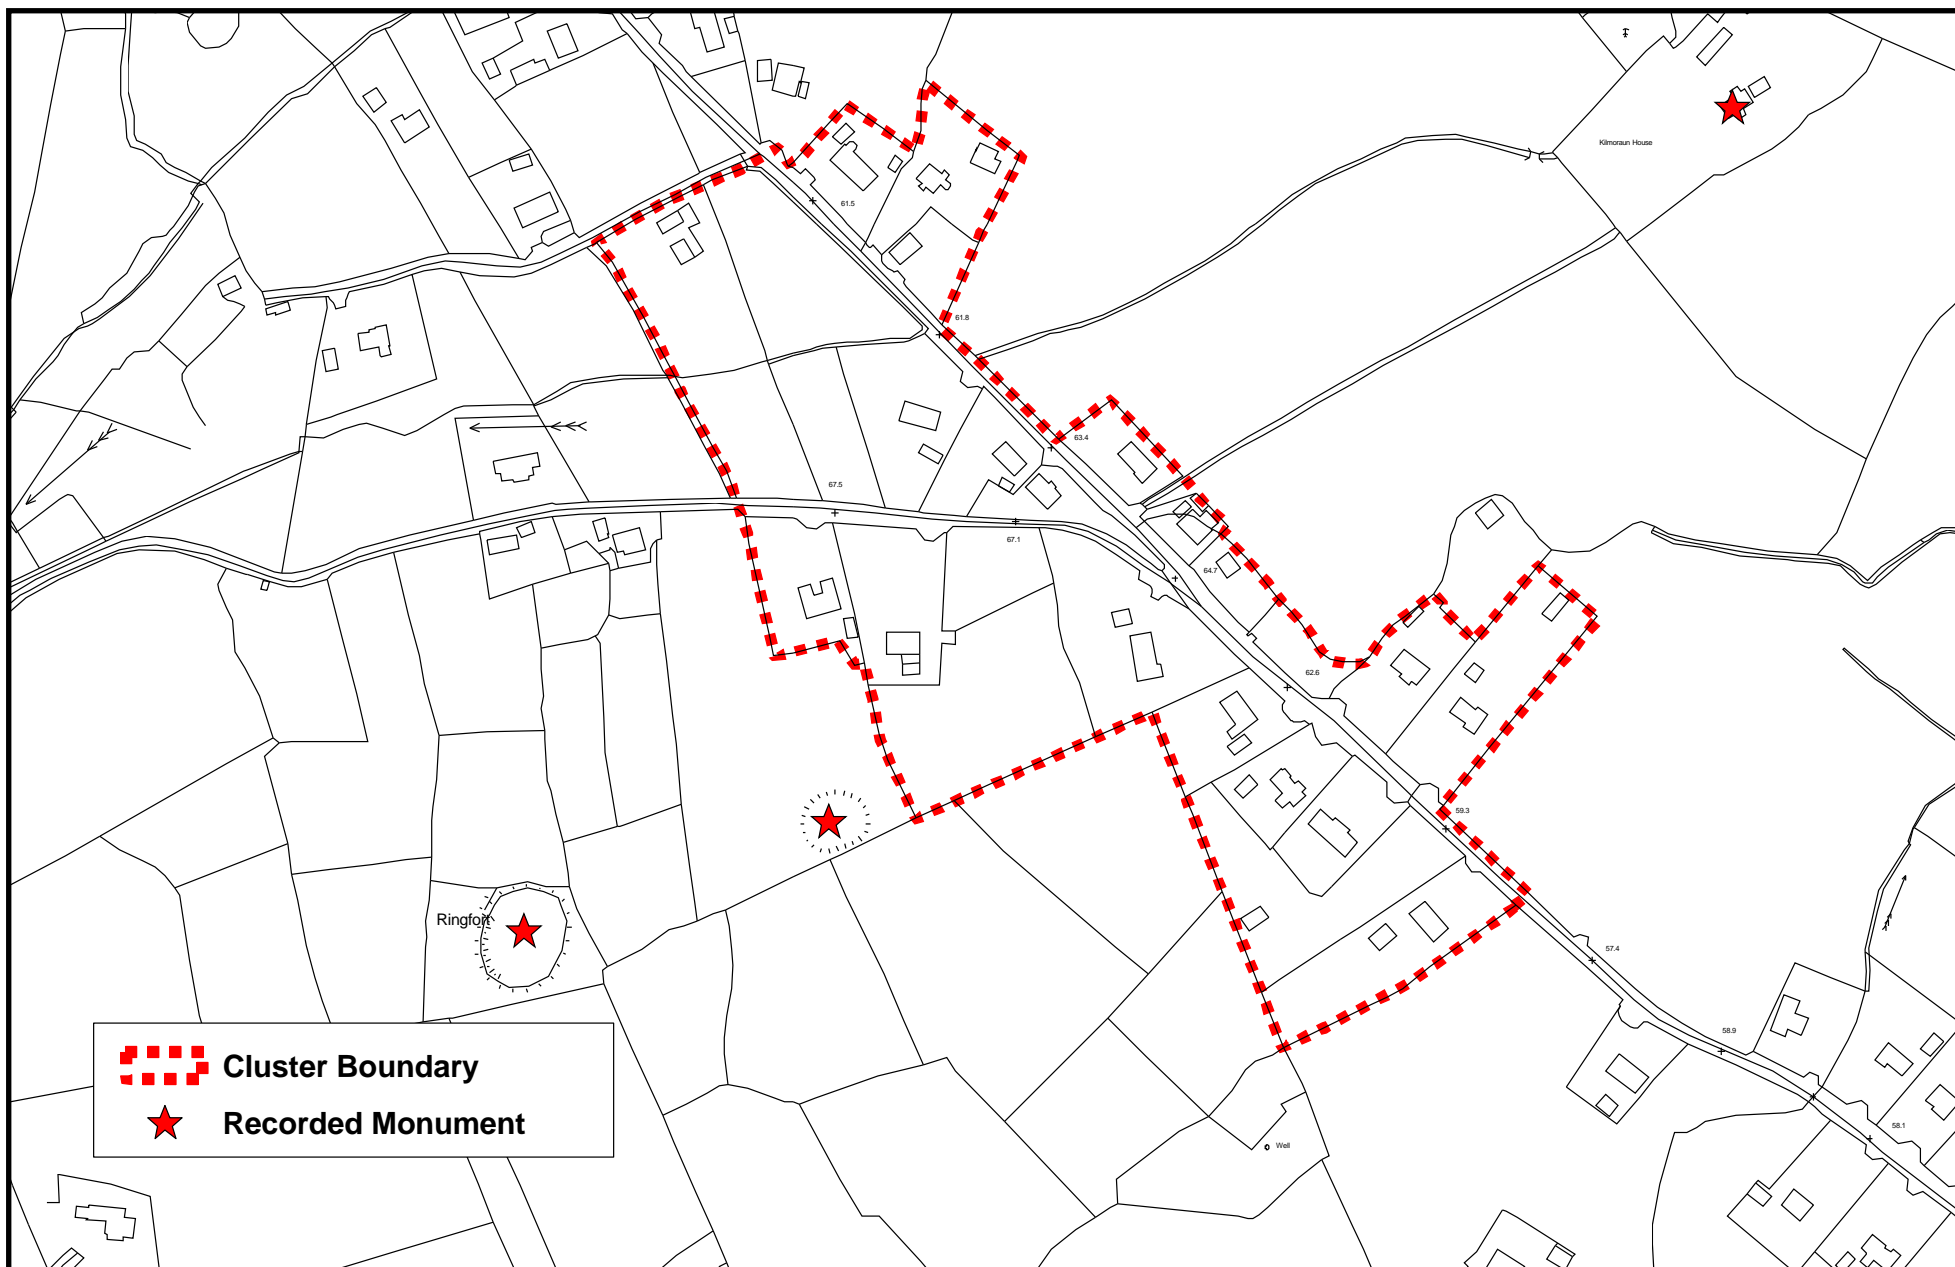 Kilmoraun House
61.5
61.8
63.4
67.5
67.1
64.7
62.6
59.3
Ringfort
57.4
58.9
58.1
Well
Cluster Boundary
Recorded Monument